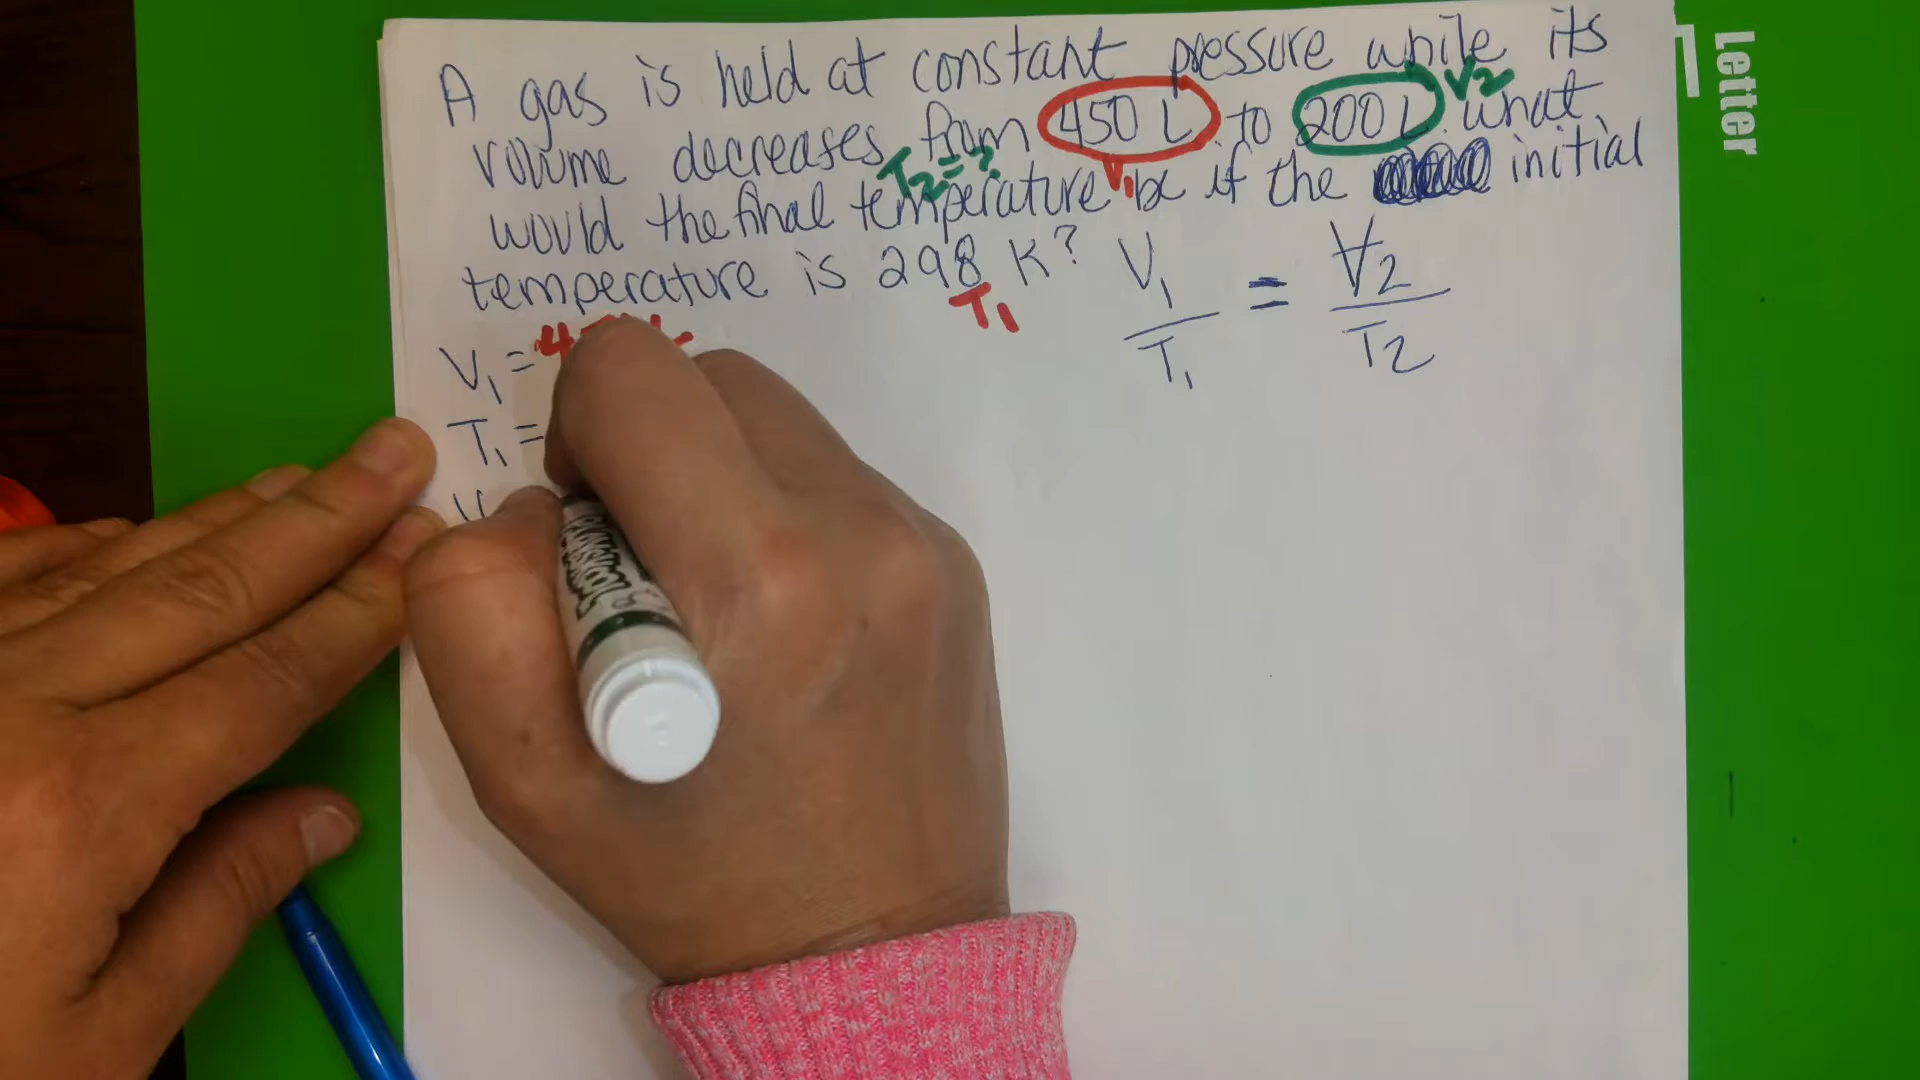 A gas is held at constant pressure while its
V2
volume decreases from 450 L to 200 L. what
T2=? V1
would the final temperature be if the initial
temperature is 298 K?
T1
V1 / T1 = V2 / T2
V1 =
T1 =
V
Letter